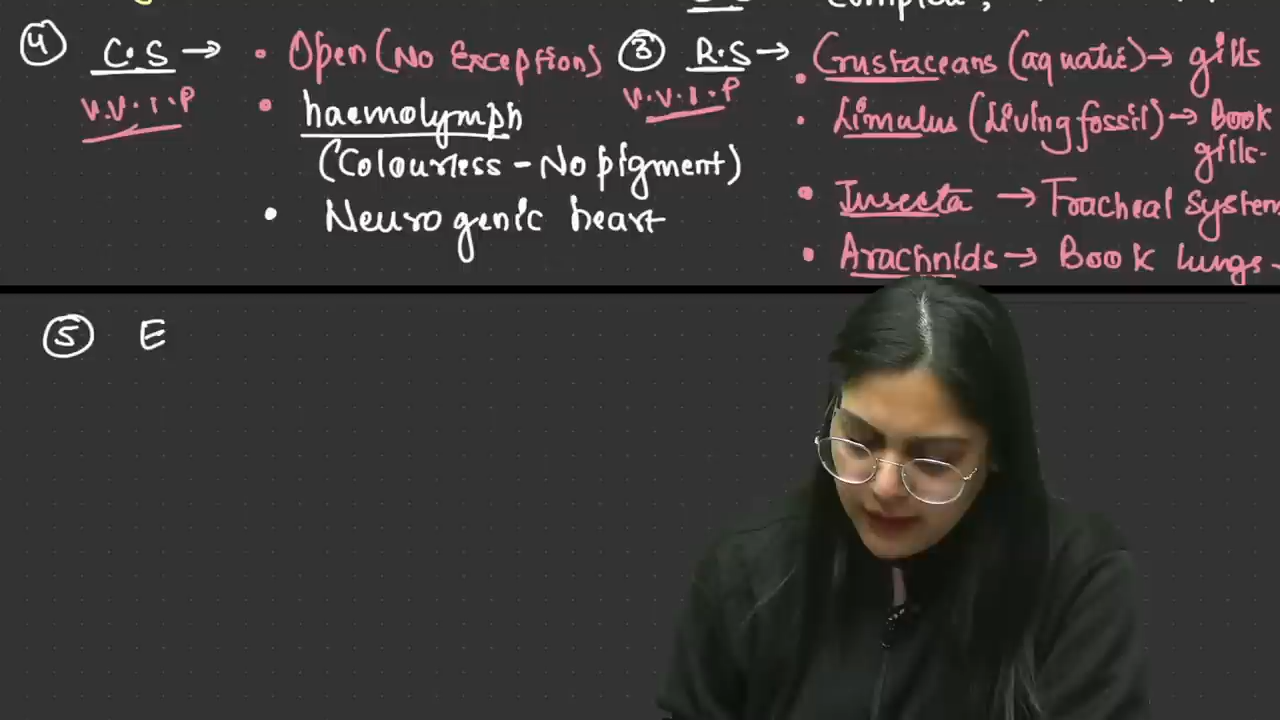 ④ C.S → • Open (No Exception)
V.V.I.P
• haemolymph
(Colourless - No pigment)
• Neurogenic heart
③ R.S →
V.V.I.P
• Crustaceans (aquatic) → gills
• Limulus (Living fossil) → Book
gills.
• Insecta → Tracheal system
• Arachnids → Book lungs -
⑤ E